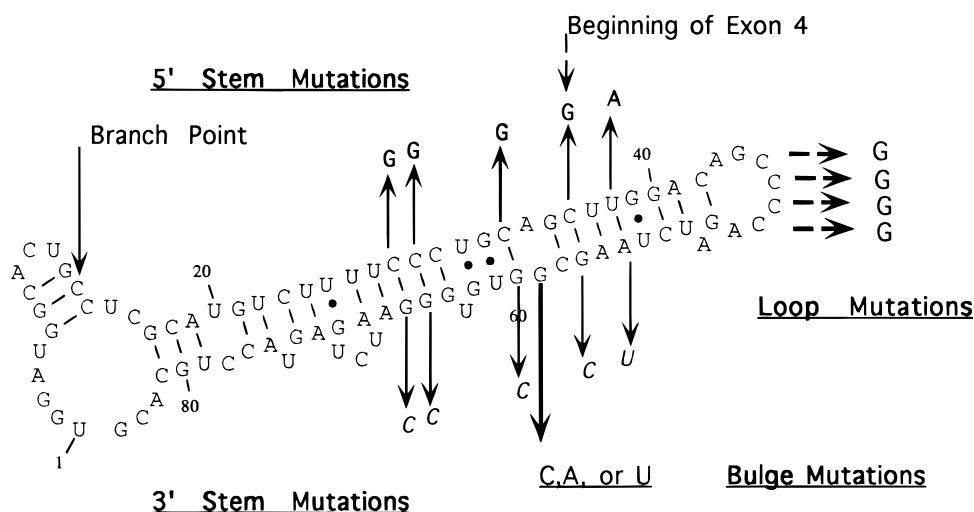 Beginning of Exon 4
5' Stem Mutations
Branch Point
G G G G A
20
40
U G G A U G G C A C U G C C U C G C A U G U C U U U U C C C U G C A G C U U G G A C A G C C C C A G A U C U A A G C G G U G U G G A A U C U G A G U A C C U G C A C G
G
G
G
G
Loop Mutations
60
80
1
C C C C U
C,A, or U
Bulge Mutations
3' Stem Mutations